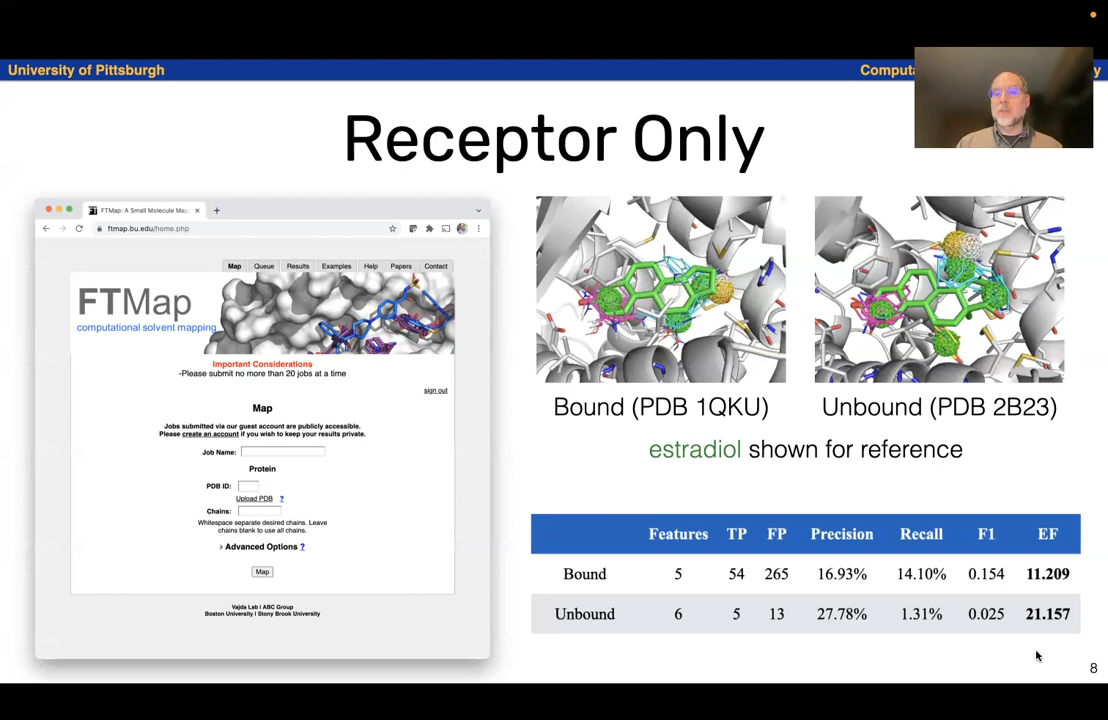 University of Pittsburgh
Computa
y
Receptor Only
FTMap: A Small Molecule Map
ftmap.bu.edu/home.php
Map Queue Results Examples Help Papers Contact
FTMap
computational solvent mapping
Important Considerations
-Please submit no more than 20 jobs at a time
sign out
Map
Jobs submitted via our guest account are publicly accessible.
Please create an account if you wish to keep your results private.
Job Name:
Protein
PDB ID:
Upload PDB ?
Chains:
Whitespace separate desired chains. Leave
chains blank to use all chains.
Advanced Options ?
Map
Vajda Lab | ABC Group
Boston University | Stony Brook University
Bound (PDB 1QKU)
Unbound (PDB 2B23)
estradiol shown for reference
Features TP FP Precision Recall F1 EF
Bound 5 54 265 16.93% 14.10% 0.154 11.209
Unbound 6 5 13 27.78% 1.31% 0.025 21.157
8